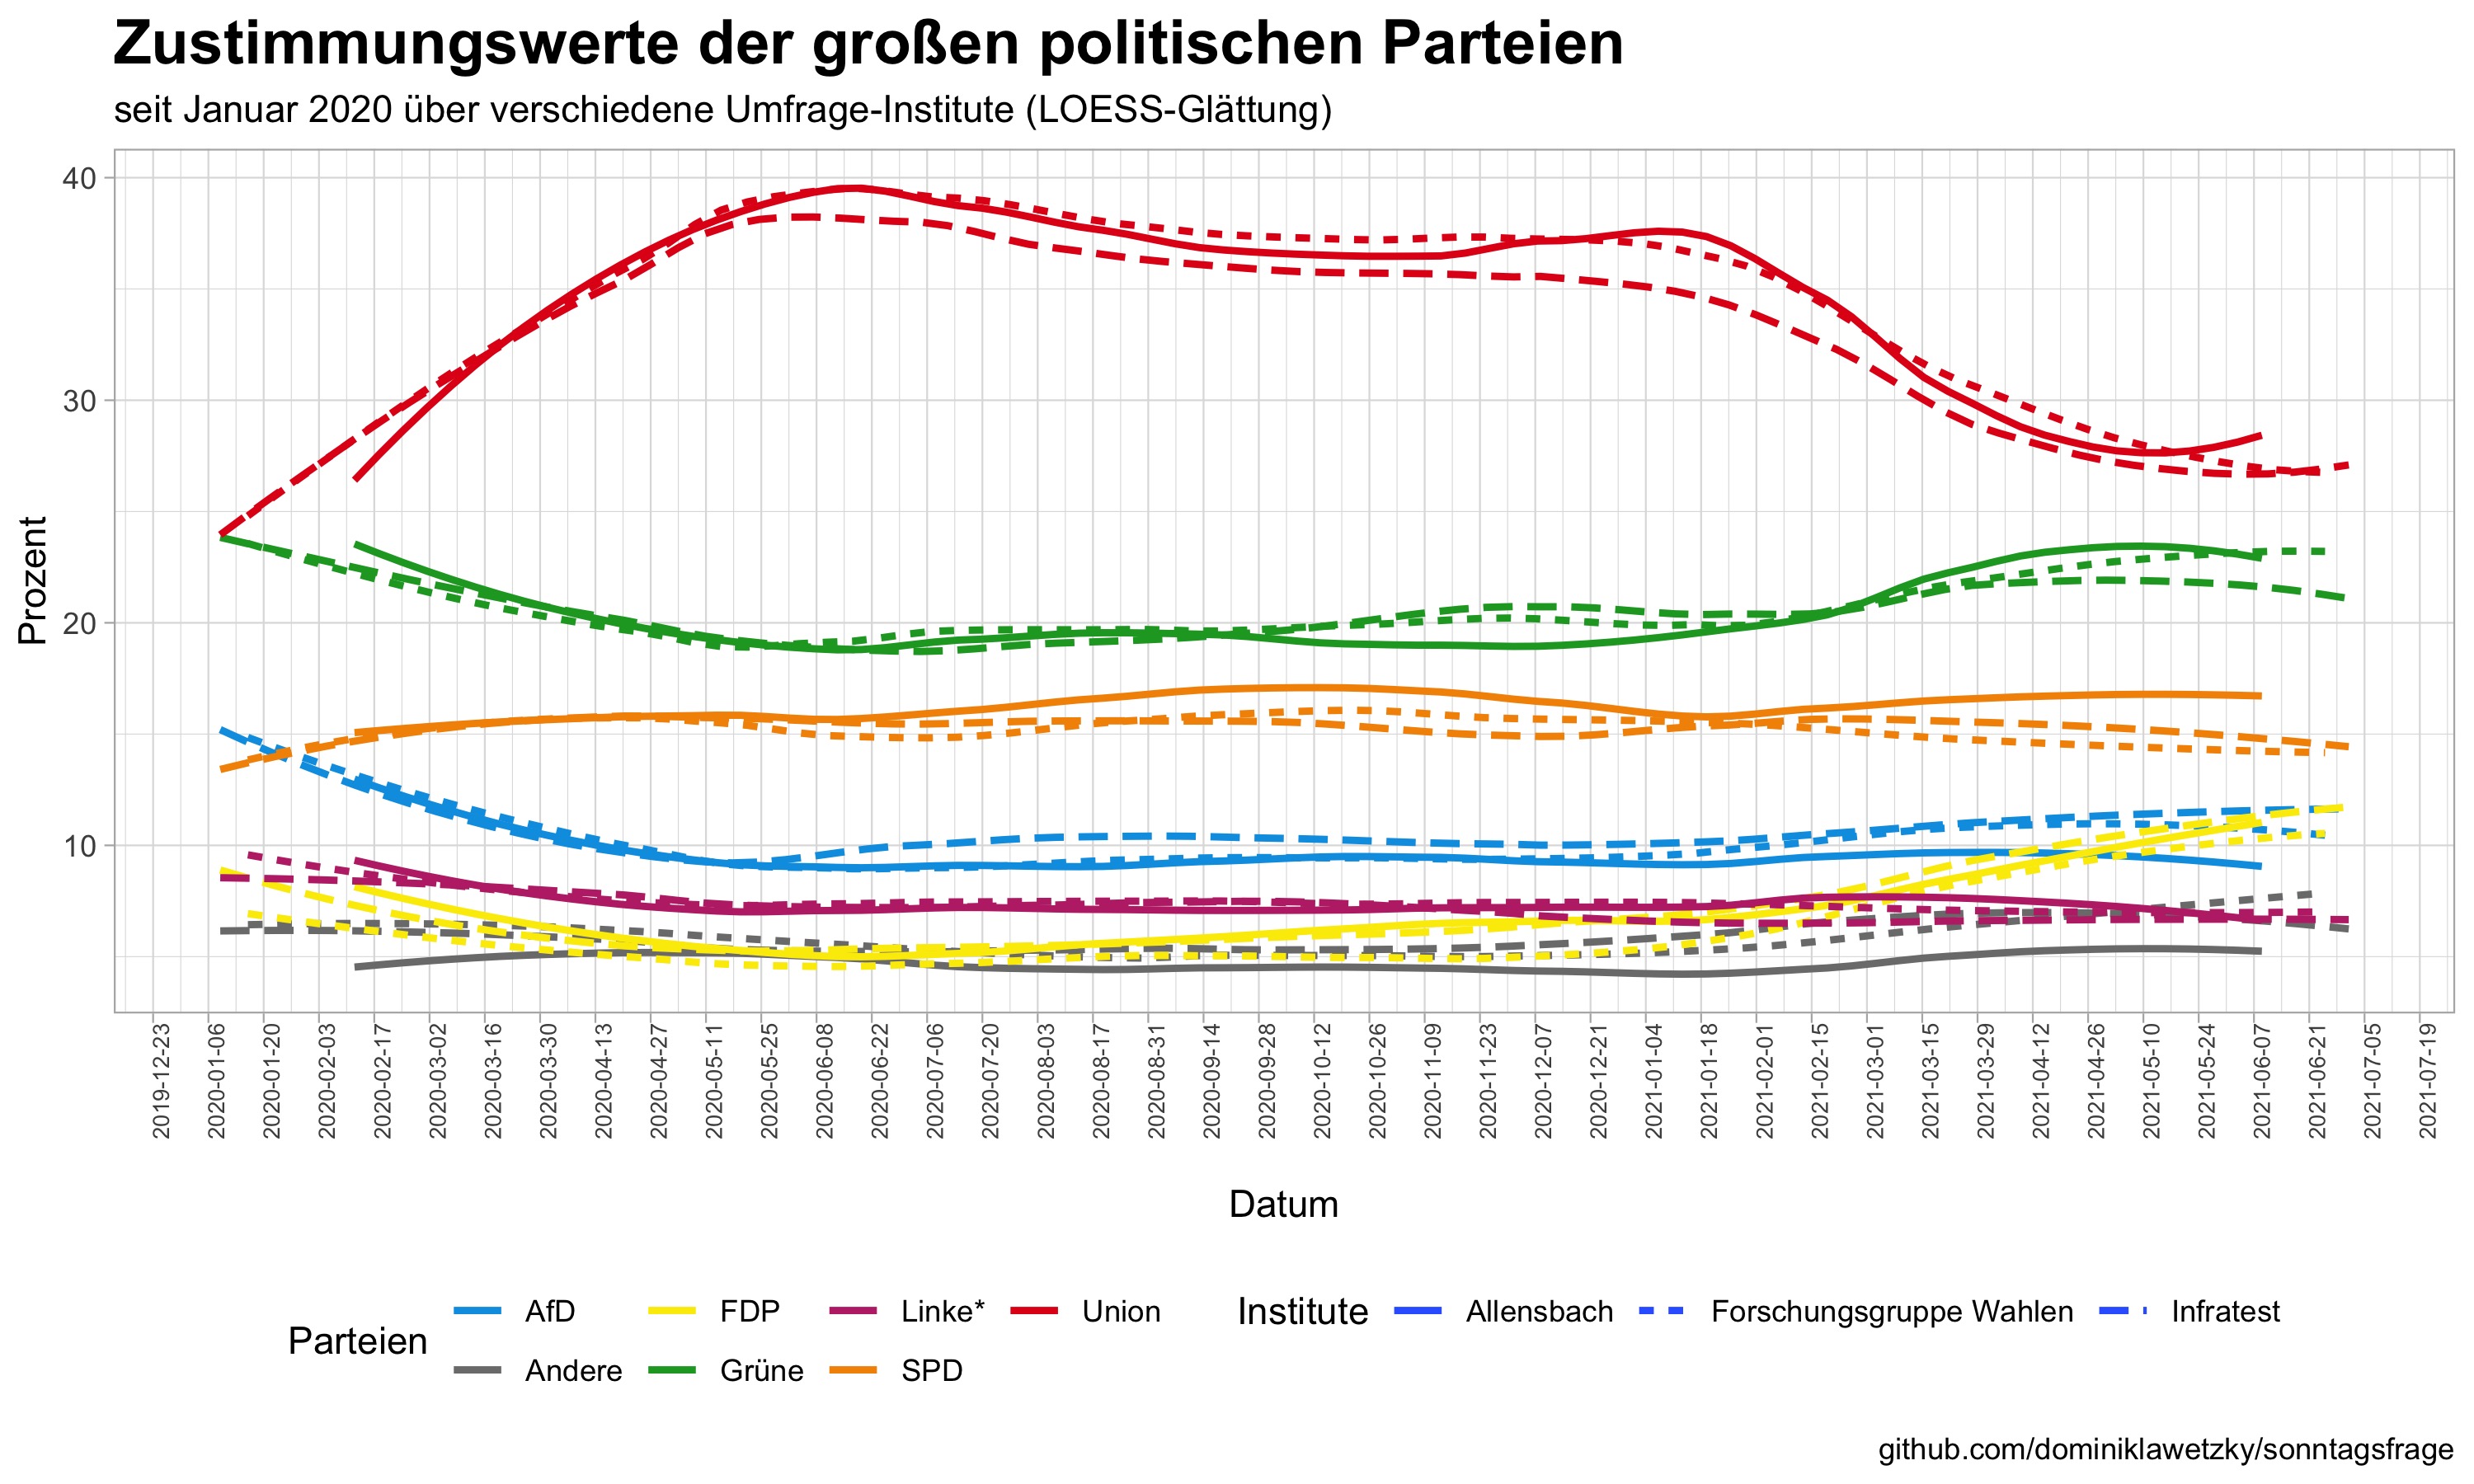 Zustimmungswerte der großen politischen Parteien
seit Januar 2020 über verschiedene Umfrage-Institute (LOESS-Glättung)
Prozent
40
30
20
10
2019-12-23
2020-01-06
2020-01-20
2020-02-03
2020-02-17
2020-03-02
2020-03-16
2020-03-30
2020-04-13
2020-04-27
2020-05-11
2020-05-25
2020-06-08
2020-06-22
2020-07-06
2020-07-20
2020-08-03
2020-08-17
2020-08-31
2020-09-14
2020-09-28
2020-10-12
2020-10-26
2020-11-09
2020-11-23
2020-12-07
2020-12-21
2021-01-04
2021-01-18
2021-02-01
2021-02-15
2021-03-01
2021-03-15
2021-03-29
2021-04-12
2021-04-26
2021-05-10
2021-05-24
2021-06-07
2021-06-21
2021-07-05
2021-07-19
Datum
Parteien
AfD
FDP
Linke*
Union
Andere
Grüne
SPD
Institute
Allensbach
Forschungsgruppe Wahlen
Infratest
github.com/dominiklawetzky/sonntagsfrage